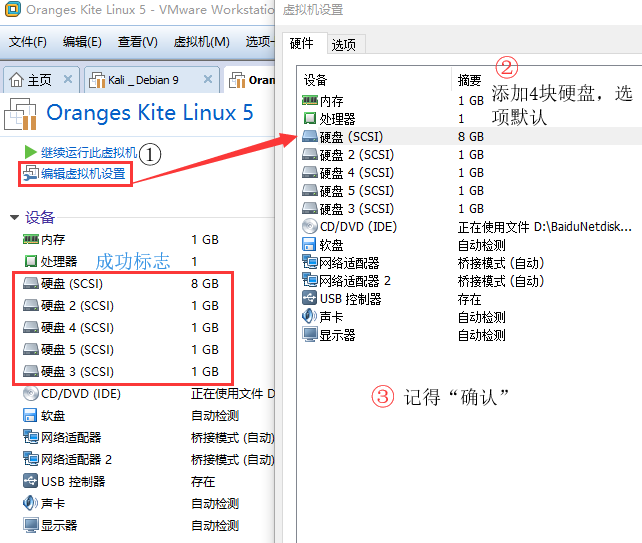 Oranges Kite Linux 5 - VMware Workstation
文件(F) 编辑(E) 查看(V) 虚拟机(M) 选项
主页 × Kali _ Debian 9 × Oran
Oranges Kite Linux 5
继续运行此虚拟机 ①
编辑虚拟机设置
设备
内存 1 GB
处理器 成功标志 1
硬盘 (SCSI) 8 GB
硬盘 2 (SCSI) 1 GB
硬盘 4 (SCSI) 1 GB
硬盘 5 (SCSI) 1 GB
硬盘 3 (SCSI) 1 GB
CD/DVD (IDE) 正在使用文件 D
软盘 自动检测
网络适配器 桥接模式 (自动)
网络适配器 2 桥接模式 (自动)
USB 控制器 存在
声卡 自动检测
显示器 自动检测
虚拟机设置
硬件 选项
设备 摘要
②
添加4块硬盘，选
项默认
内存 1 GB
处理器 1
硬盘 (SCSI) 8 GB
硬盘 2 (SCSI) 1 GB
硬盘 4 (SCSI) 1 GB
硬盘 5 (SCSI) 1 GB
硬盘 3 (SCSI) 1 GB
CD/DVD (IDE) 正在使用文件 D:\BaiduNetdisk...
软盘 自动检测
网络适配器 桥接模式 (自动)
网络适配器 2 桥接模式 (自动)
USB 控制器 存在
声卡 自动检测
显示器 自动检测
③ 记得“确认”